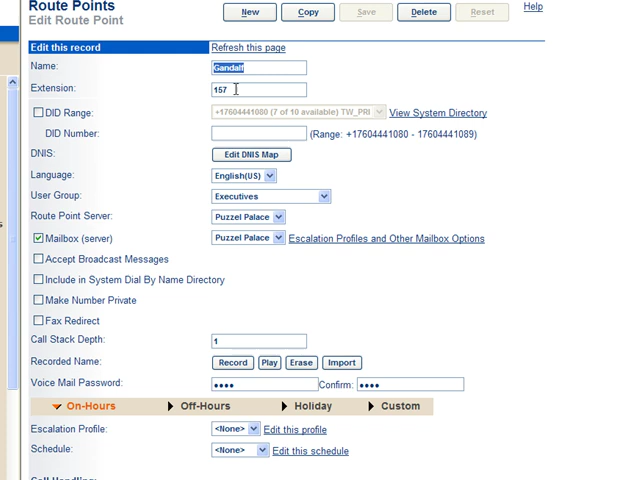 Route Points
Edit Route Point
New Copy Save Delete Reset Help
Edit this record Refresh this page
Name: Gandalf
Extension: 157
DID Range: +17604441080 (7 of 10 available) TW_PRI View System Directory
DID Number: (Range: +17604441080 - 17604441089)
DNIS: Edit DNIS Map
Language: English(US)
User Group: Executives
Route Point Server: Puzzel Palace
Mailbox (server) Puzzel Palace Escalation Profiles and Other Mailbox Options
Accept Broadcast Messages
Include in System Dial By Name Directory
Make Number Private
Fax Redirect
Call Stack Depth: 1
Recorded Name: Record Play Erase Import
Voice Mail Password: •••• Confirm: ••••
On-Hours Off-Hours Holiday Custom
Escalation Profile: <None> Edit this profile
Schedule: <None> Edit this schedule
Call Handling: